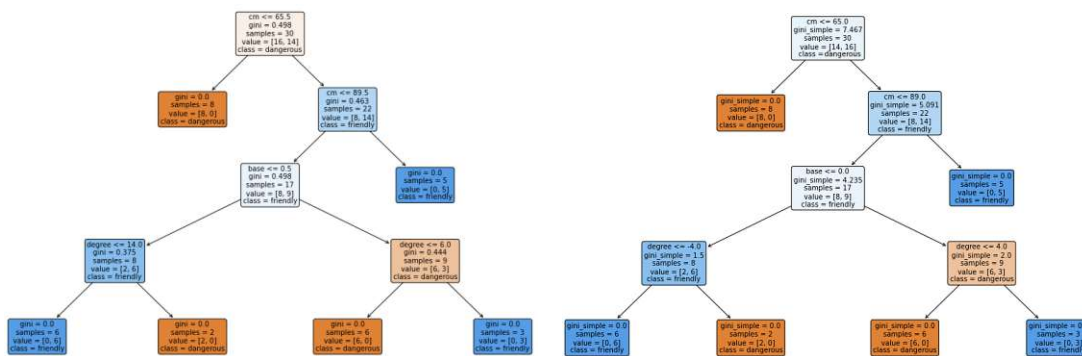 cm <= 65.5
gini = 0.498
samples = 30
value = [16, 14]
class = dangerous
gini = 0.0
samples = 8
value = [8, 0]
class = dangerous
cm <= 89.5
gini = 0.463
samples = 22
value = [8, 14]
class = friendly
base <= 0.5
gini = 0.498
samples = 17
value = [8, 9]
class = friendly
gini = 0.0
samples = 5
value = [0, 5]
class = friendly
degree <= 14.0
gini = 0.375
samples = 8
value = [2, 6]
class = friendly
degree <= 6.0
gini = 0.444
samples = 9
value = [6, 3]
class = dangerous
gini = 0.0
samples = 6
value = [0, 6]
class = friendly
gini = 0.0
samples = 2
value = [2, 0]
class = dangerous
gini = 0.0
samples = 6
value = [6, 0]
class = dangerous
gini = 0.0
samples = 3
value = [0, 3]
class = friendly
cm <= 65.0
gini_simple = 7.467
samples = 30
value = [14, 16]
class = dangerous
gini_simple = 0.0
samples = 8
value = [8, 0]
class = dangerous
cm <= 89.0
gini_simple = 5.091
samples = 22
value = [8, 14]
class = friendly
base <= 0.0
gini_simple = 4.235
samples = 17
value = [8, 9]
class = friendly
gini_simple = 0.0
samples = 5
value = [0, 5]
class = friendly
degree <= -4.0
gini_simple = 1.5
samples = 8
value = [2, 6]
class = friendly
degree <= 4.0
gini_simple = 2.0
samples = 9
value = [6, 3]
class = dangerous
gini_simple = 0.0
samples = 6
value = [0, 6]
class = friendly
gini_simple = 0.0
samples = 2
value = [2, 0]
class = dangerous
gini_simple = 0.0
samples = 6
value = [6, 0]
class = dangerous
gini_simple = 0.
samples = 3
value = [0, 3
class = friend